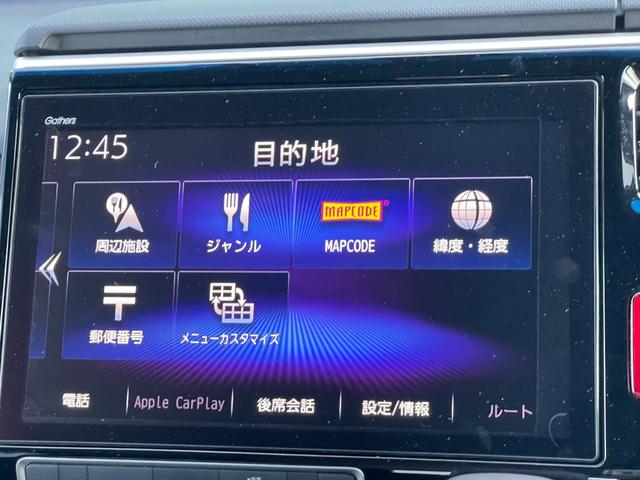 Gathers
12:45
目的地
周辺施設
ジャンル
MAPCODE
MAPCODE
緯度・経度
郵便番号
メニューカスタマイズ
電話
Apple CarPlay
後席会話
設定/情報
ルート